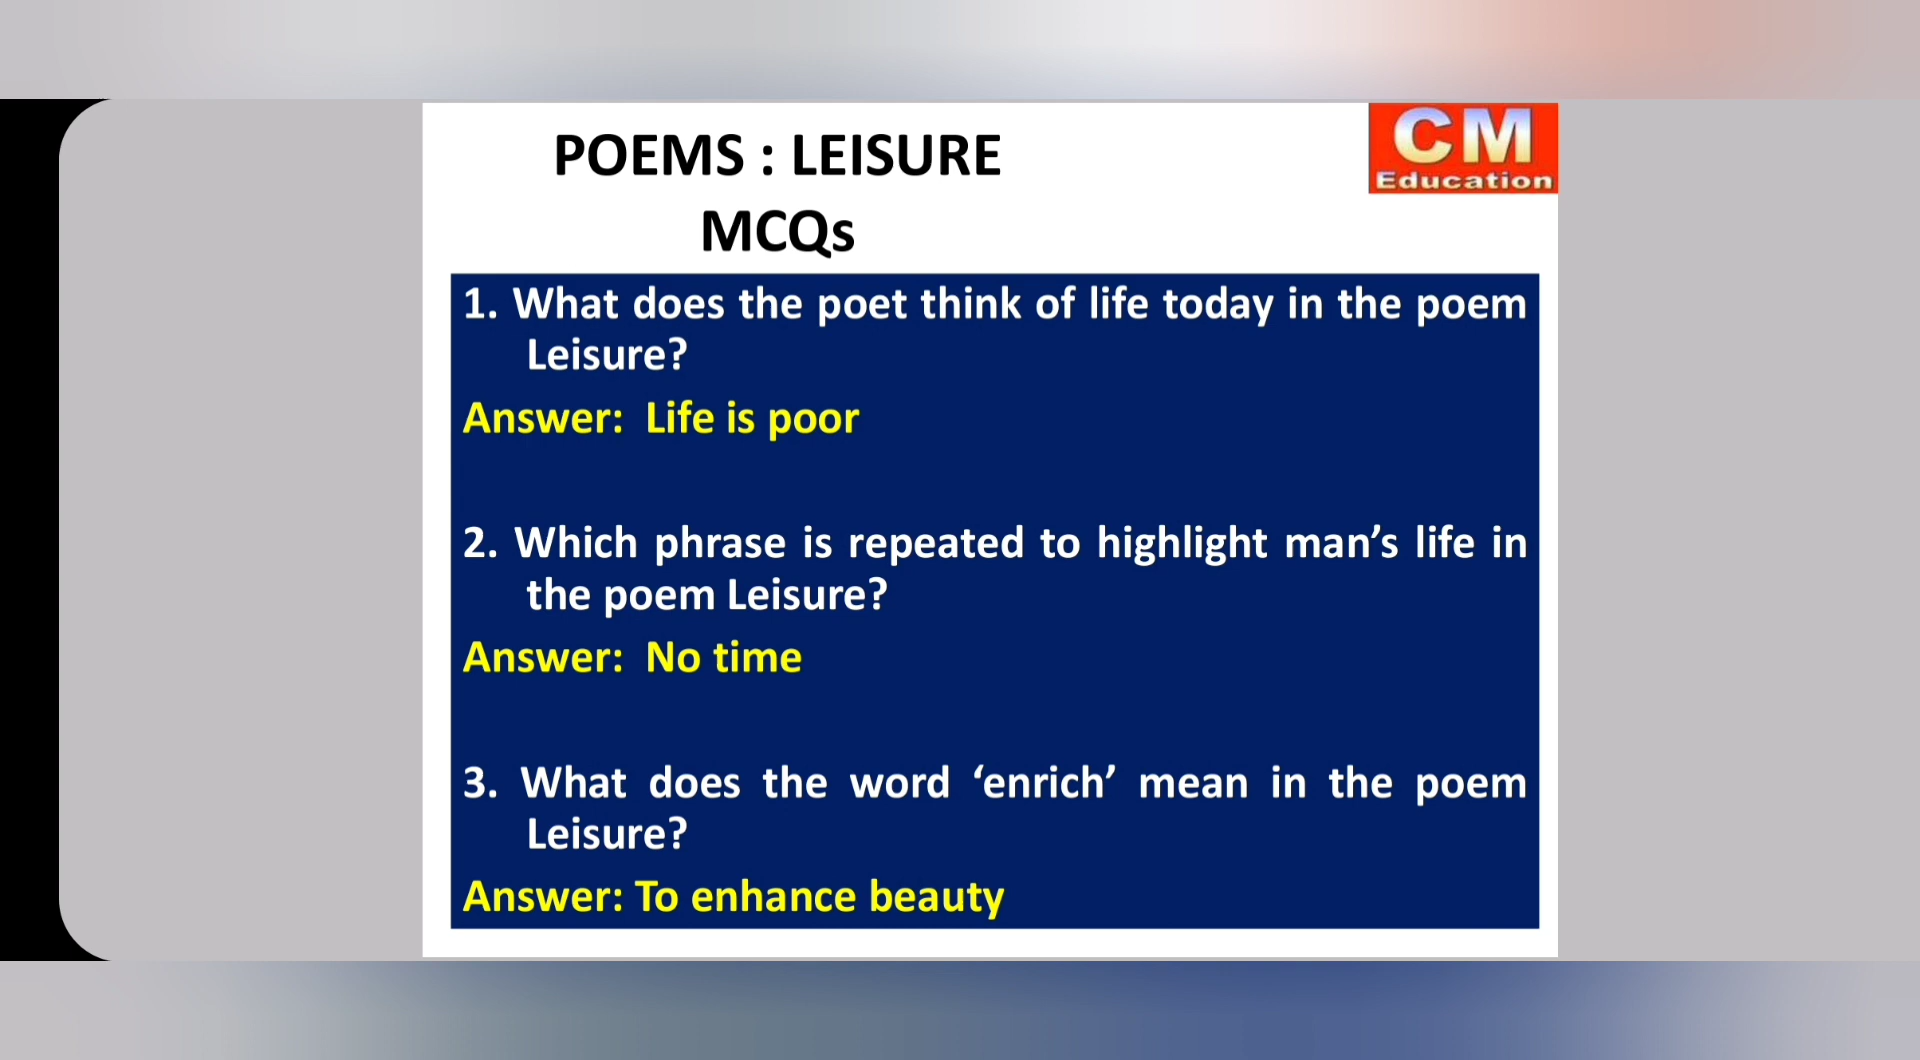 POEMS : LEISURE
MCQs
CM
Education
1. What does the poet think of life today in the poem
Leisure?
Answer: Life is poor
2. Which phrase is repeated to highlight man’s life in
the poem Leisure?
Answer: No time
3. What does the word ‘enrich’ mean in the poem
Leisure?
Answer: To enhance beauty